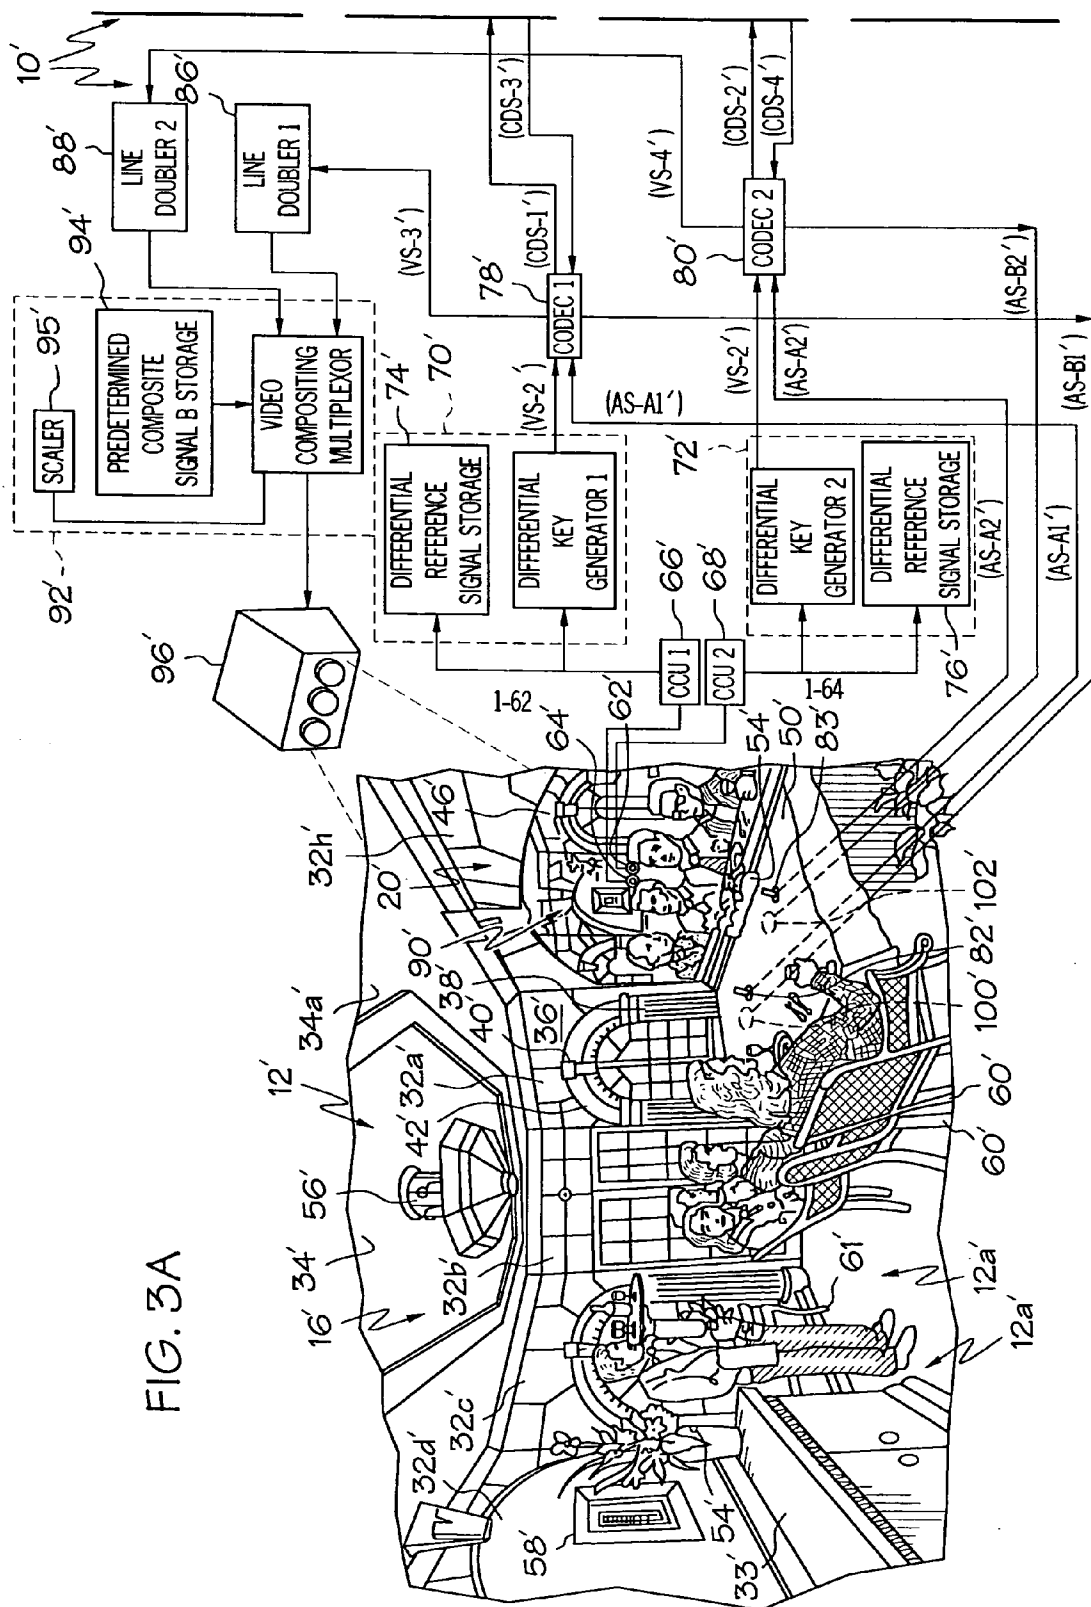 FIG. 3A
10'
88'
LINE
DOUBLER 2
86'
LINE
DOUBLER 1
94'
PREDETERMINED
COMPOSITE
SIGNAL B STORAGE
95'
SCALER
VIDEO
COMPOSITING
MULTIPLEXOR
92'
96'
(VS-3')
(CDS-3')
(CDS-1')
78'
CODEC 1
70'
74'
DIFFERENTIAL
REFERENCE
SIGNAL STORAGE
(VS-2')
DIFFERENTIAL
KEY
GENERATOR 1
(AS-A1')
(VS-4')
(CDS-2')
(CDS-4')
80'
CODEC 2
(VS-2')
(AS-A2')
72
DIFFERENTIAL
KEY
GENERATOR 2
DIFFERENTIAL
REFERENCE
SIGNAL STORAGE
76'
(AS-B2')
(AS-B1')
(AS-A2')
(AS-A1')
66'
CCU 1
68'
CCU 2
1-62
1-64
62'
64'
54'
50'
83'
46'
32h'
20'
90'
38'
40'
36'
34a'
12'
32a'
42'
56'
34'
32b'
16'
32c'
32d'
58'
54'
33'
61'
12a'
12a'
60'
60'
100'
82'
102'